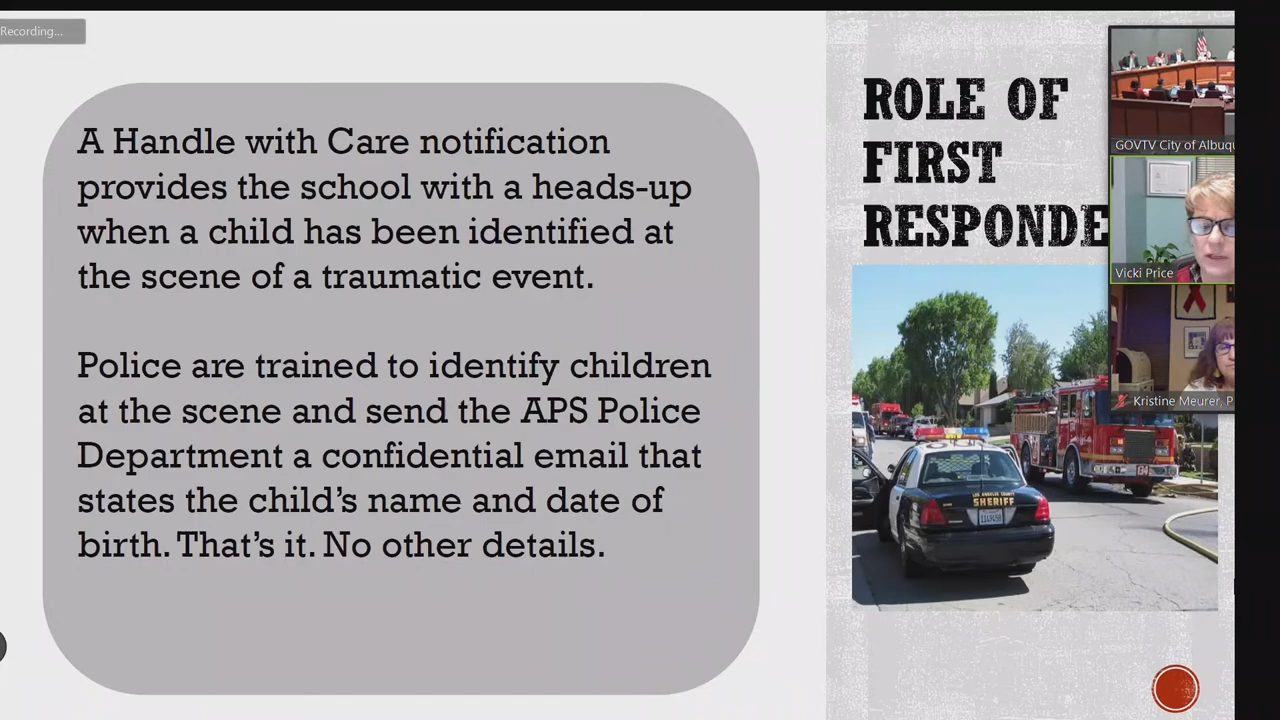 Recording...
A Handle with Care notification
provides the school with a heads-up
when a child has been identified at
the scene of a traumatic event.
Police are trained to identify children
at the scene and send the APS Police
Department a confidential email that
states the child's name and date of
birth. That's it. No other details.
ROLE OF
FIRST
RESPONDE
GOVTV City of Albuqu
Vicki Price
Kristine Meurer, P
SHERIFF